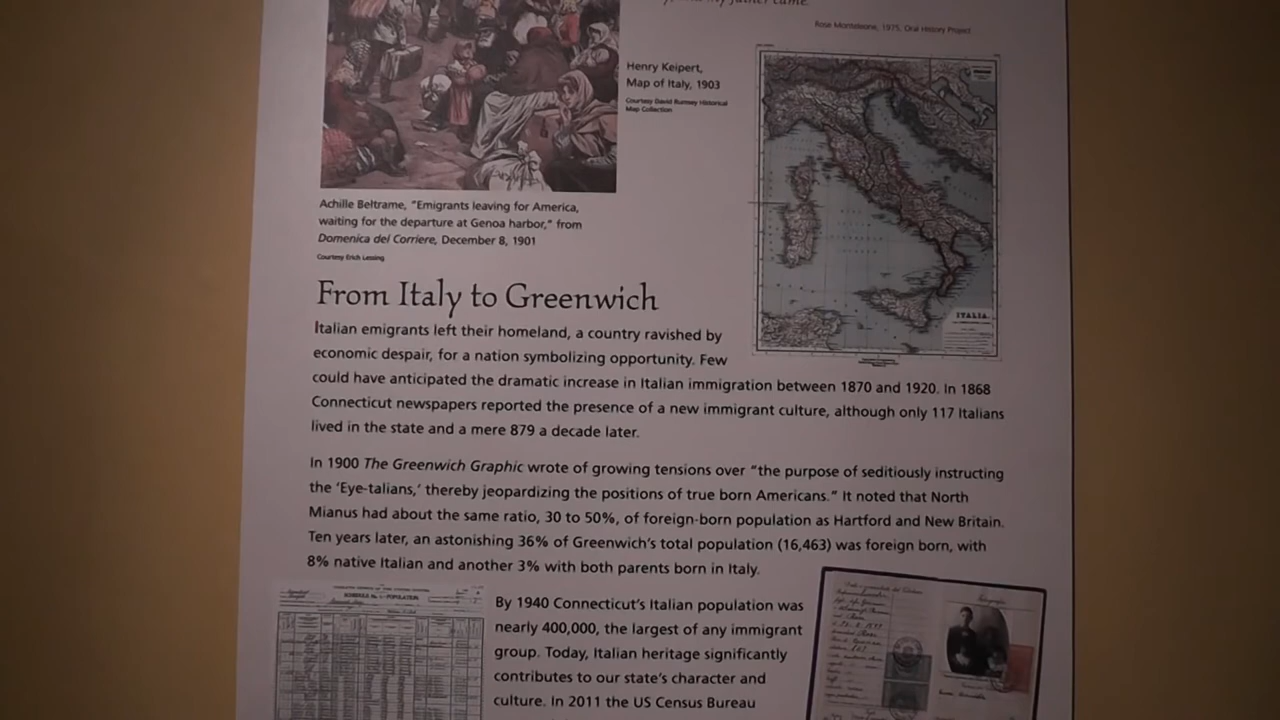 Rose Monteleone, 1975, Oral History Project
Henry Keipert,
Map of Italy, 1903
Courtesy David Rumsey Historical
Map Collection
Achille Beltrame, "Emigrants leaving for America,
waiting for the departure at Genoa harbor," from
Domenica del Corriere, December 8, 1901
Courtesy Erich Lessing
ITALIA
From Italy to Greenwich
Italian emigrants left their homeland, a country ravished by
economic despair, for a nation symbolizing opportunity. Few
could have anticipated the dramatic increase in Italian immigration between 1870 and 1920. In 1868
Connecticut newspapers reported the presence of a new immigrant culture, although only 117 Italians
lived in the state and a mere 879 a decade later.
In 1900 The Greenwich Graphic wrote of growing tensions over "the purpose of seditiously instructing
the 'Eye-talians,' thereby jeopardizing the positions of true born Americans." It noted that North
Mianus had about the same ratio, 30 to 50%, of foreign-born population as Hartford and New Britain.
Ten years later, an astonishing 36% of Greenwich's total population (16,463) was foreign born, with
8% native Italian and another 3% with both parents born in Italy.
By 1940 Connecticut's Italian population was
nearly 400,000, the largest of any immigrant
group. Today, Italian heritage significantly
contributes to our state's character and
culture. In 2011 the US Census Bureau